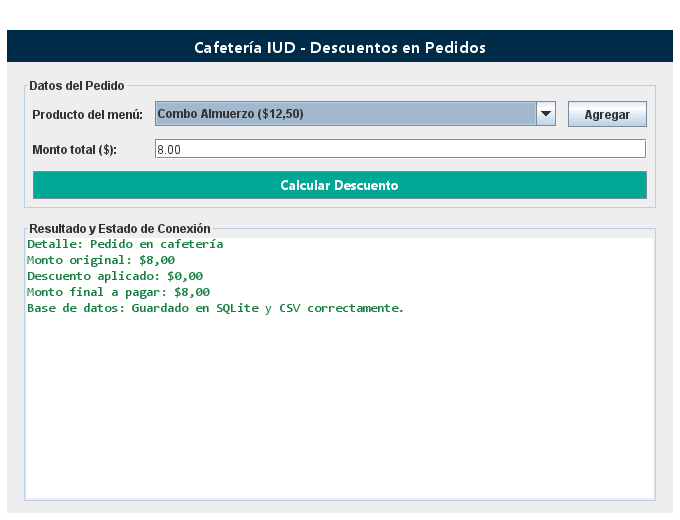 Cafetería IUD - Descuentos en Pedidos
Datos del Pedido
Producto del menú: Combo Almuerzo ($12,50) Agregar
Monto total ($): 8.00
Calcular Descuento
Resultado y Estado de Conexión
Detalle: Pedido en cafetería
Monto original: $8,00
Descuento aplicado: $0,00
Monto final a pagar: $8,00
Base de datos: Guardado en SQLite y CSV correctamente.